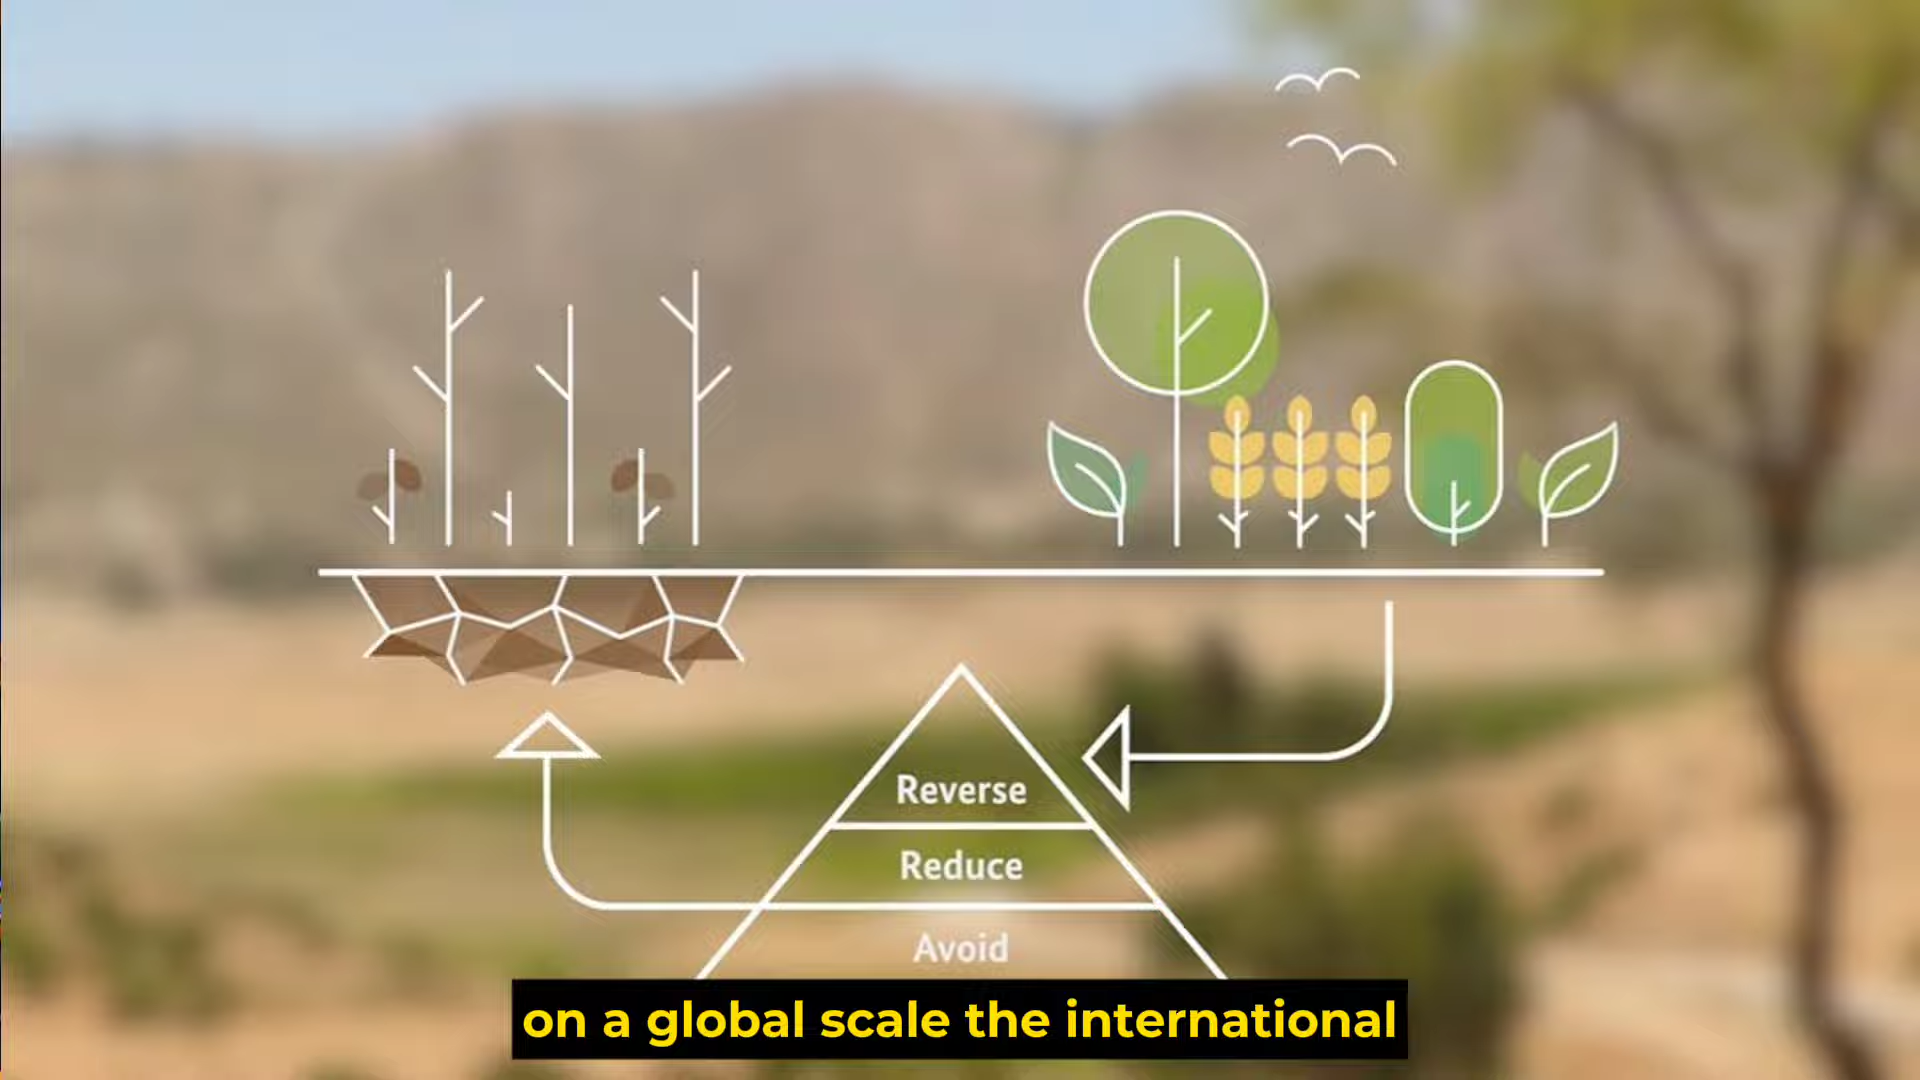 Reverse
Reduce
Avoid
on a global scale the international